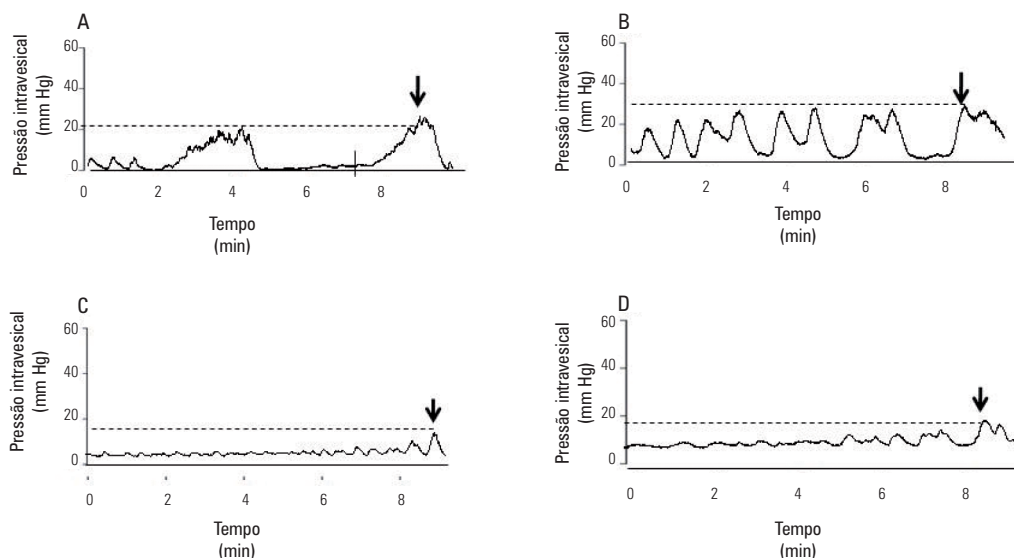 A
Pressão intravesical
(mm Hg)
60
40
20
0
0 2 4 6 8
Tempo
(min)
B
Pressão intravesical
(mm Hg)
60
40
20
0
0 2 4 6 8
Tempo
(min)
C
Pressão intravesical
(mm Hg)
60
40
20
0
0 2 4 6 8
Tempo
(min)
D
Pressão intravesical
(mm Hg)
60
40
20
0
0 2 4 6 8
Tempo
(min)